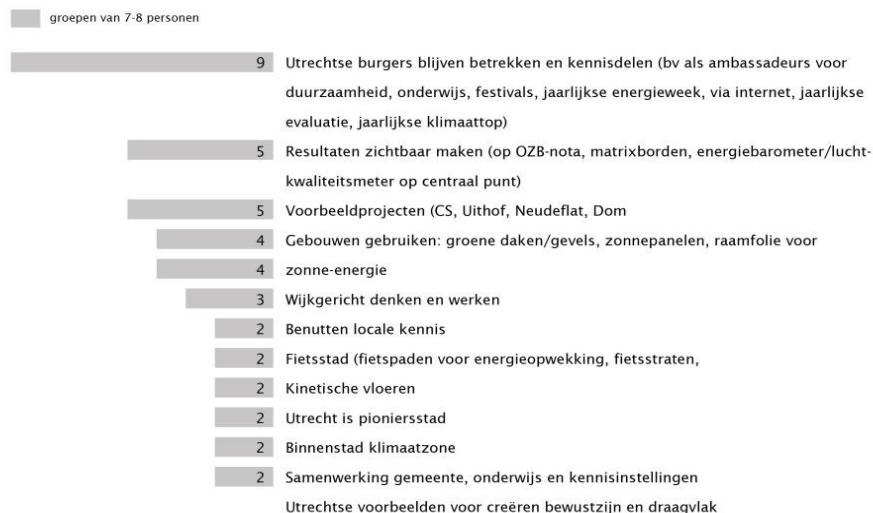 groepen van 7-8 personen
9 Utrechtse burgers blijven betrekken en kennisdelen (bv als ambassadeurs voor
duurzaamheid, onderwijs, festivals, jaarlijkse energieweek, via internet, jaarlijkse
evaluatie, jaarlijkse klimaattop)
5 Resultaten zichtbaar maken (op OZB-nota, matrixborden, energiebarometer/lucht-
kwaliteitsmeter op centraal punt)
5 Voorbeeldprojecten (CS, Uithof, Neudeflat, Dom
4 Gebouwen gebruiken: groene daken/gevels, zonnepanelen, raamfolie voor
4 zonne-energie
3 Wijkgericht denken en werken
2 Benutten locale kennis
2 Fietsstad (fietspaden voor energieopwekking, fietsstraten,
2 Kinetische vloeren
2 Utrecht is pioniersstad
2 Binnenstad klimaatzone
2 Samenwerking gemeente, onderwijs en kennisinstellingen
Utrechtse voorbeelden voor creëren bewustzijn en draagvlak